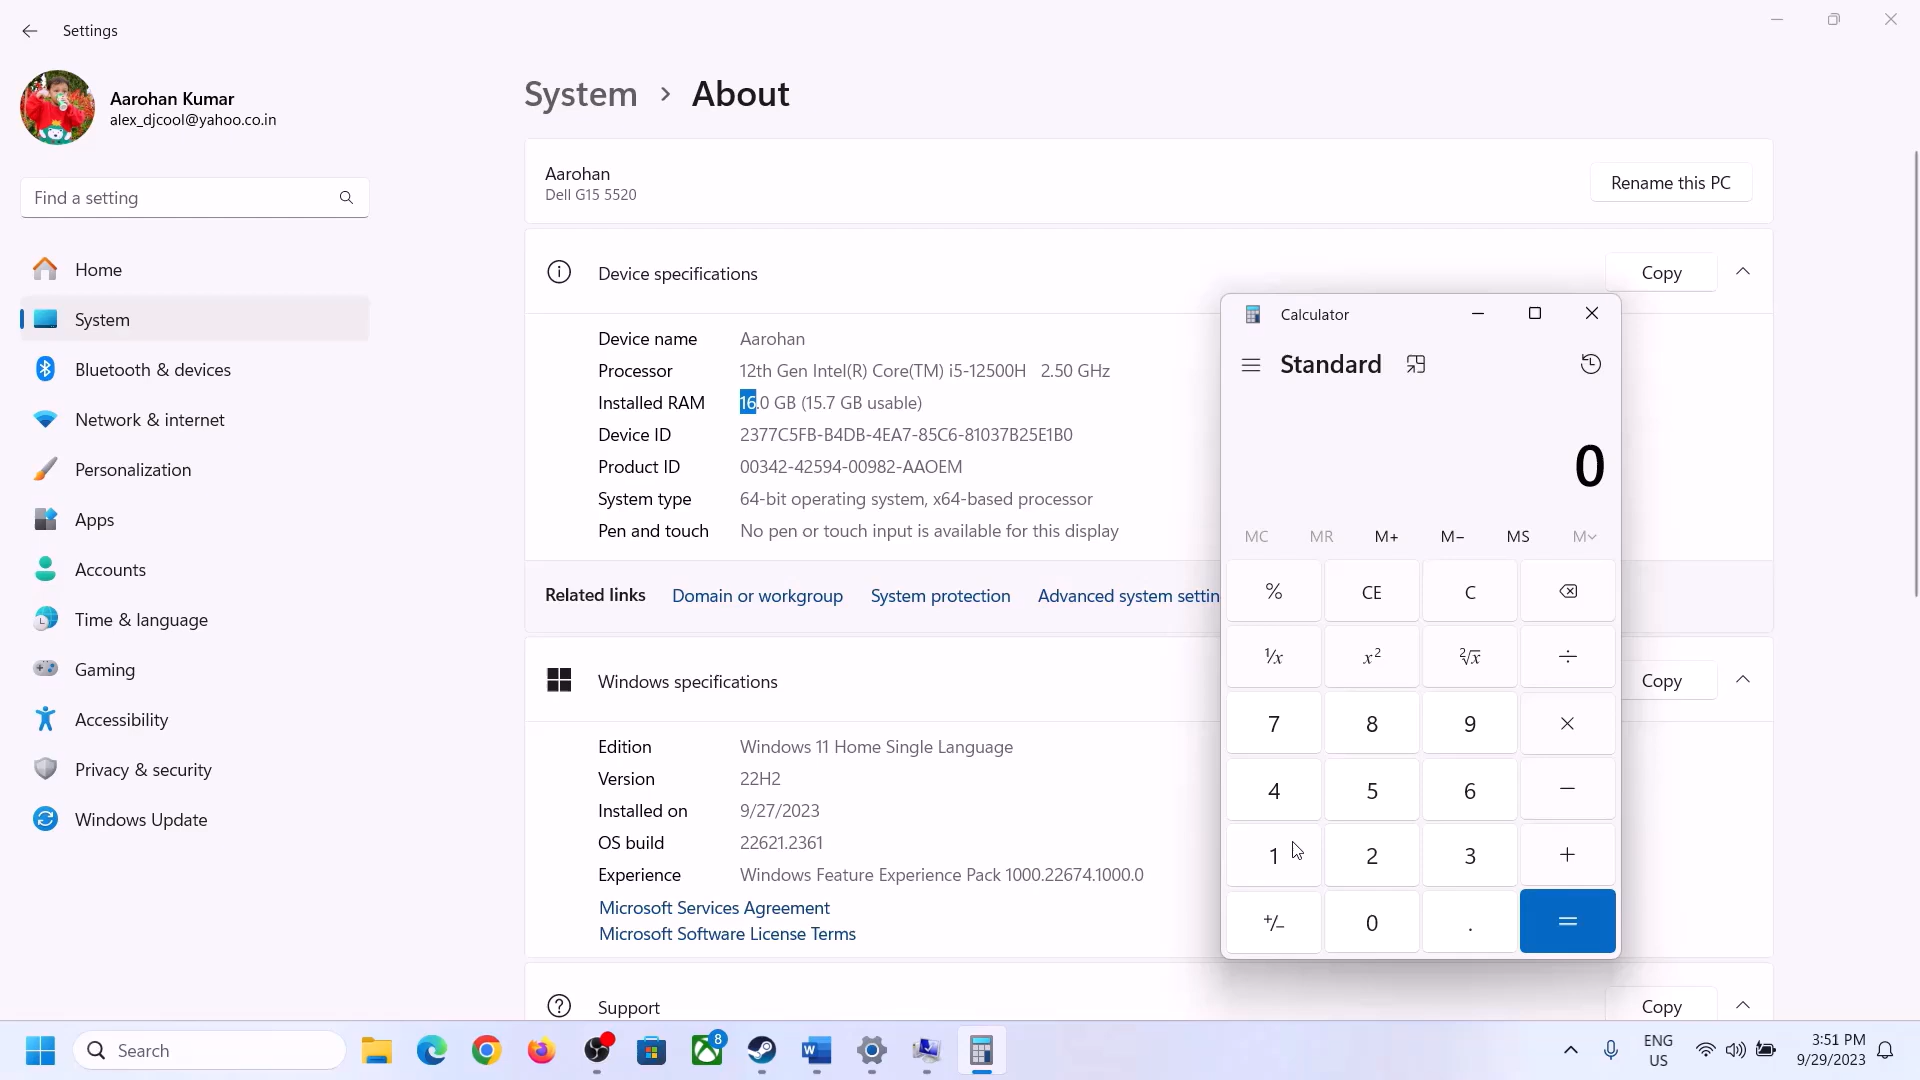 Settings
Aarohan Kumar
alex_djcool@yahoo.co.in
Find a setting
Home
System
Bluetooth & devices
Network & internet
Personalization
Apps
Accounts
Time & language
Gaming
Accessibility
Privacy & security
Windows Update
System > About
Aarohan
Dell G15 5520
Rename this PC
Device specifications
Copy
Device name Aarohan
Processor 12th Gen Intel(R) Core(TM) i5-12500H 2.50 GHz
Installed RAM 16.0 GB (15.7 GB usable)
Device ID 2377C5FB-B4DB-4EA7-85C6-81037B25E1B0
Product ID 00342-42594-00982-AAOEM
System type 64-bit operating system, x64-based processor
Pen and touch No pen or touch input is available for this display
Related links Domain or workgroup System protection Advanced system settin
Windows specifications
Copy
Edition Windows 11 Home Single Language
Version 22H2
Installed on 9/27/2023
OS build 22621.2361
Experience Windows Feature Experience Pack 1000.22674.1000.0
Microsoft Services Agreement
Microsoft Software License Terms
Support
Copy
Calculator
Standard
0
MC MR M+ M− MS M
% CE C
¹/x x² ²√x ÷
7 8 9 ×
4 5 6 −
1 2 3 +
+/− 0 . =
Search
8
ENG
US
3:51 PM
9/29/2023